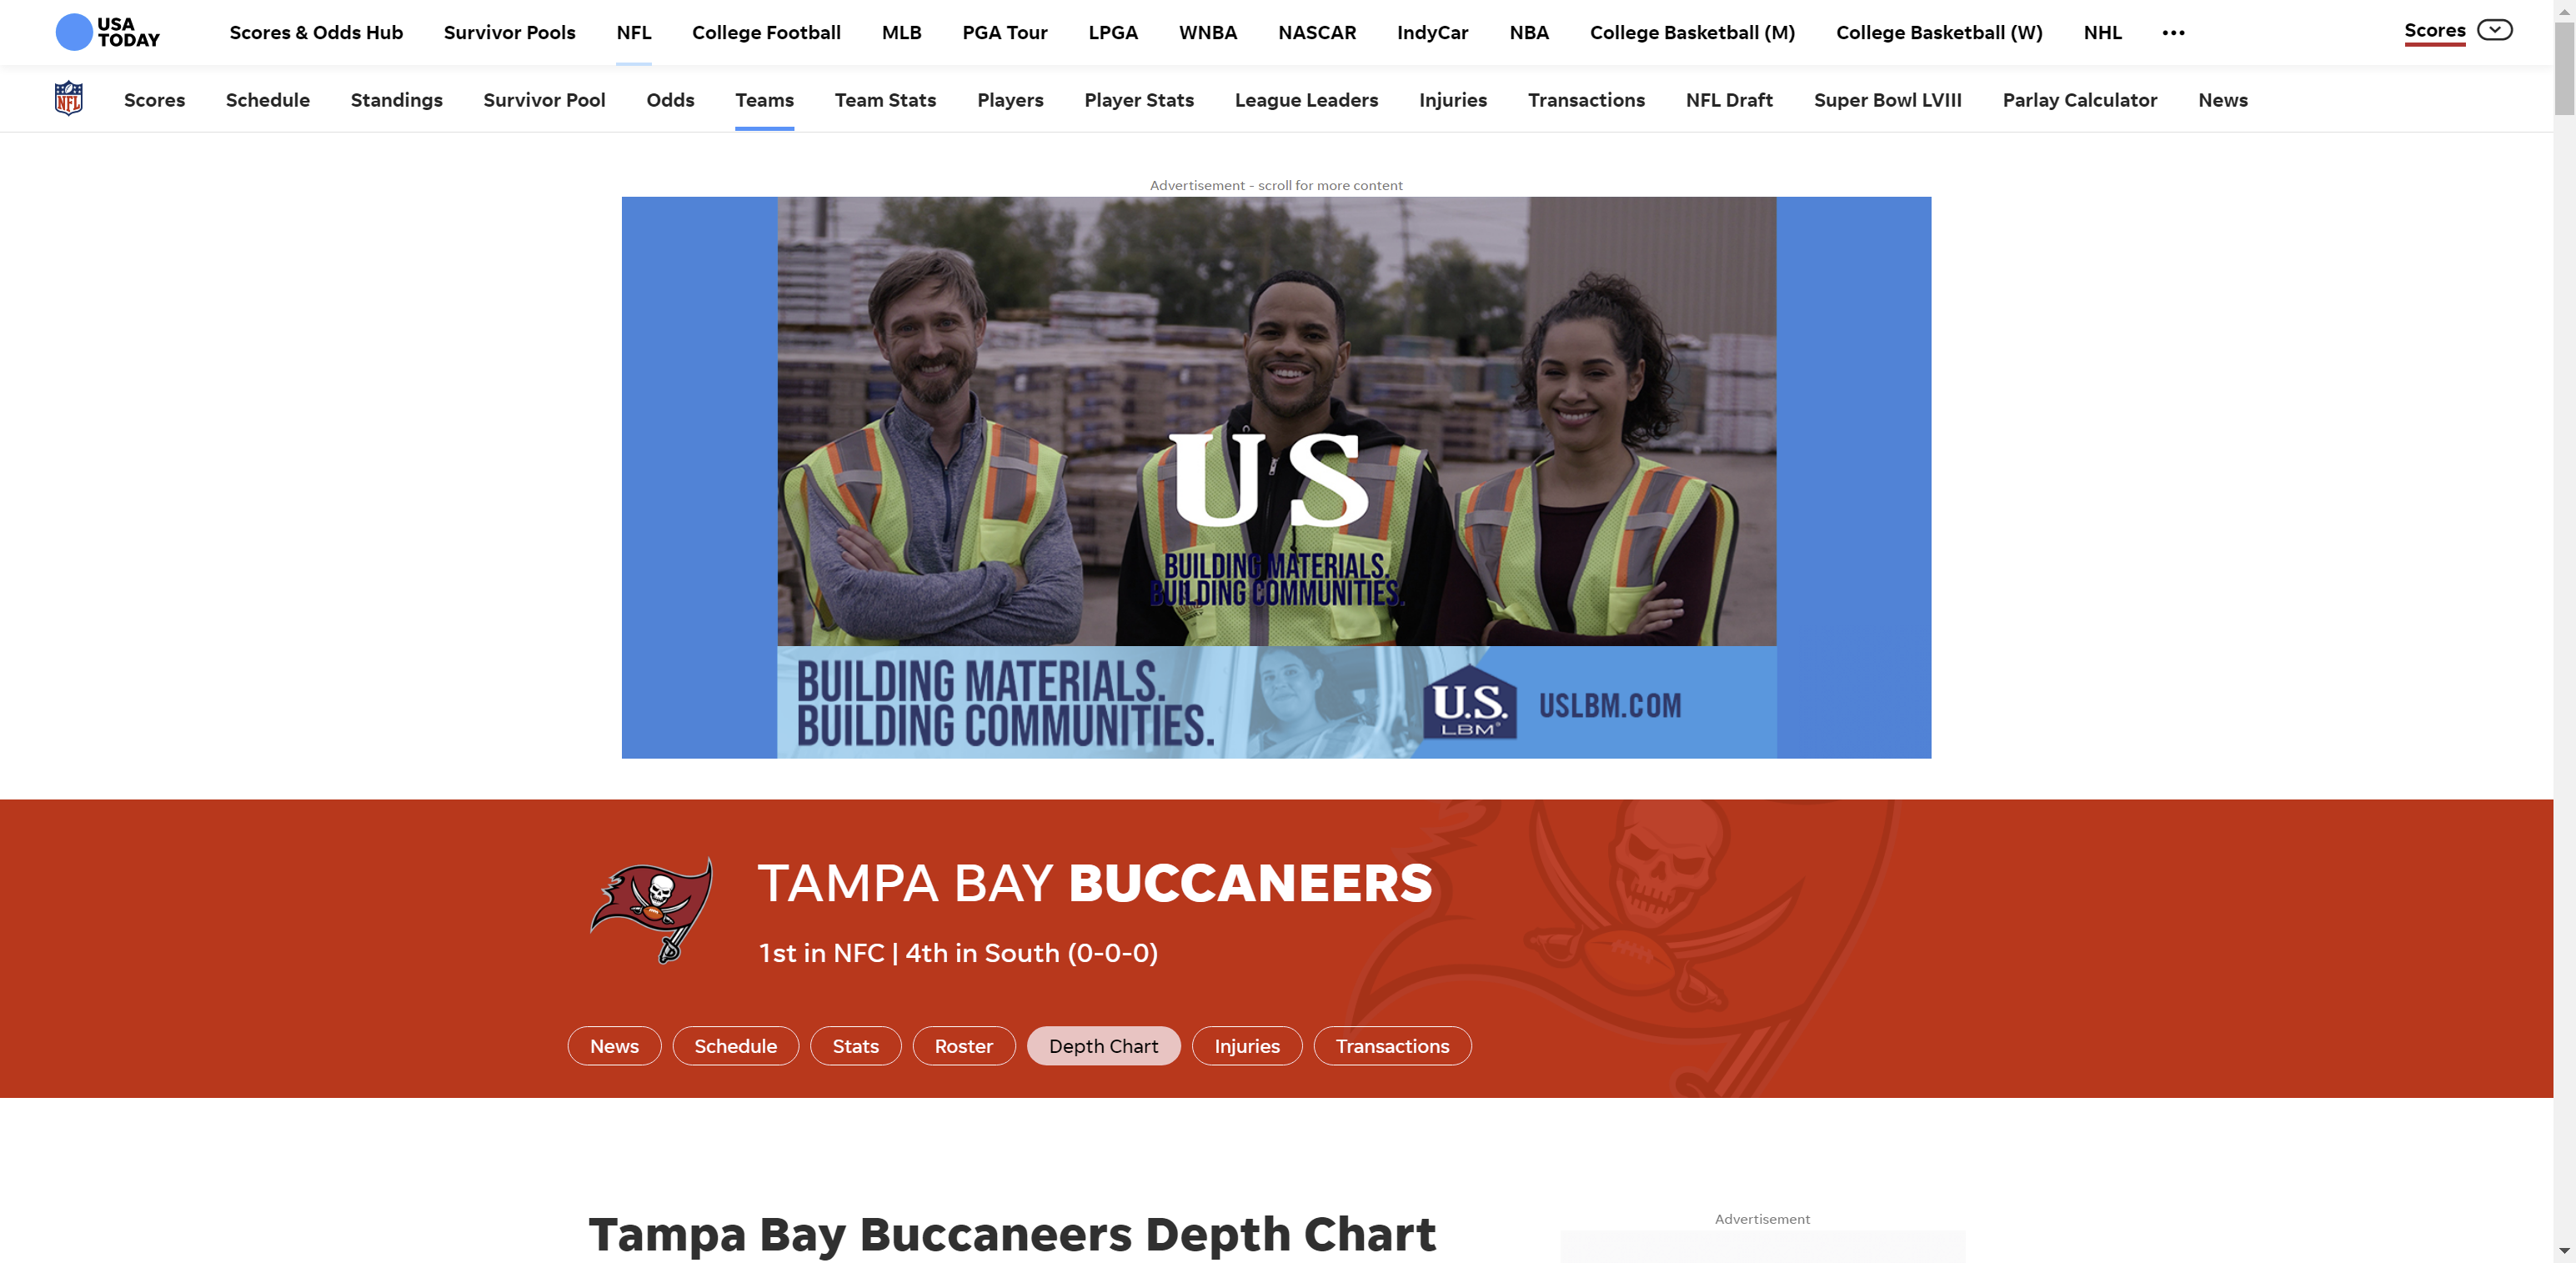 USA TODAY
Scores & Odds Hub Survivor Pools NFL College Football MLB PGA Tour LPGA WNBA NASCAR IndyCar NBA College Basketball (M) College Basketball (W) NHL ••• Scores
NFL Scores Schedule Standings Survivor Pool Odds Teams Team Stats Players Player Stats League Leaders Injuries Transactions NFL Draft Super Bowl LVIII Parlay Calculator News
Advertisement - scroll for more content
US
BUILDING MATERIALS.
BUILDING COMMUNITIES.
BUILDING MATERIALS.
BUILDING COMMUNITIES.
U.S.
LBM®
USLBM.COM
TAMPA BAY BUCCANEERS
1st in NFC | 4th in South (0-0-0)
News Schedule Stats Roster Depth Chart Injuries Transactions
Tampa Bay Buccaneers Depth Chart
Advertisement